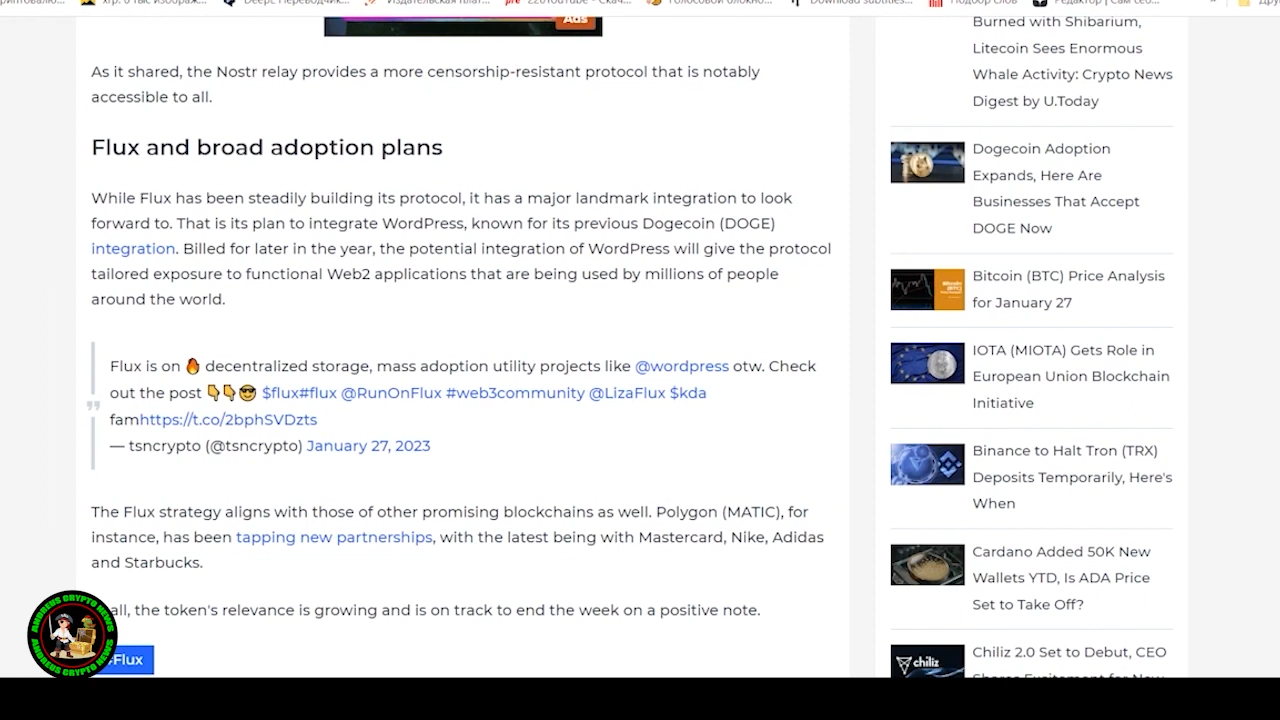 Ads
As it shared, the Nostr relay provides a more censorship-resistant protocol that is notably
accessible to all.
Flux and broad adoption plans
While Flux has been steadily building its protocol, it has a major landmark integration to look
forward to. That is its plan to integrate WordPress, known for its previous Dogecoin (DOGE)
integration. Billed for later in the year, the potential integration of WordPress will give the protocol
tailored exposure to functional Web2 applications that are being used by millions of people
around the world.
Flux is on 🔥 decentralized storage, mass adoption utility projects like @wordpress otw. Check
out the post 👇👇😎 $flux#flux @RunOnFlux #web3community @LizaFlux $kda
famhttps://t.co/2bphSVDzts
— tsncrypto (@tsncrypto) January 27, 2023
The Flux strategy aligns with those of other promising blockchains as well. Polygon (MATIC), for
instance, has been tapping new partnerships, with the latest being with Mastercard, Nike, Adidas
and Starbucks.
all, the token's relevance is growing and is on track to end the week on a positive note.
#Flux
ANDREUS CRYPTO NEWS
ANDREUS CRYPTO NEWS
Burned with Shibarium,
Litecoin Sees Enormous
Whale Activity: Crypto News
Digest by U.Today
Dogecoin Adoption
Expands, Here Are
Businesses That Accept
DOGE Now
Bitcoin (BTC) Price Analysis
for January 27
IOTA (MIOTA) Gets Role in
European Union Blockchain
Initiative
Binance to Halt Tron (TRX)
Deposits Temporarily, Here's
When
Cardano Added 50K New
Wallets YTD, Is ADA Price
Set to Take Off?
chiliz
Chiliz 2.0 Set to Debut, CEO